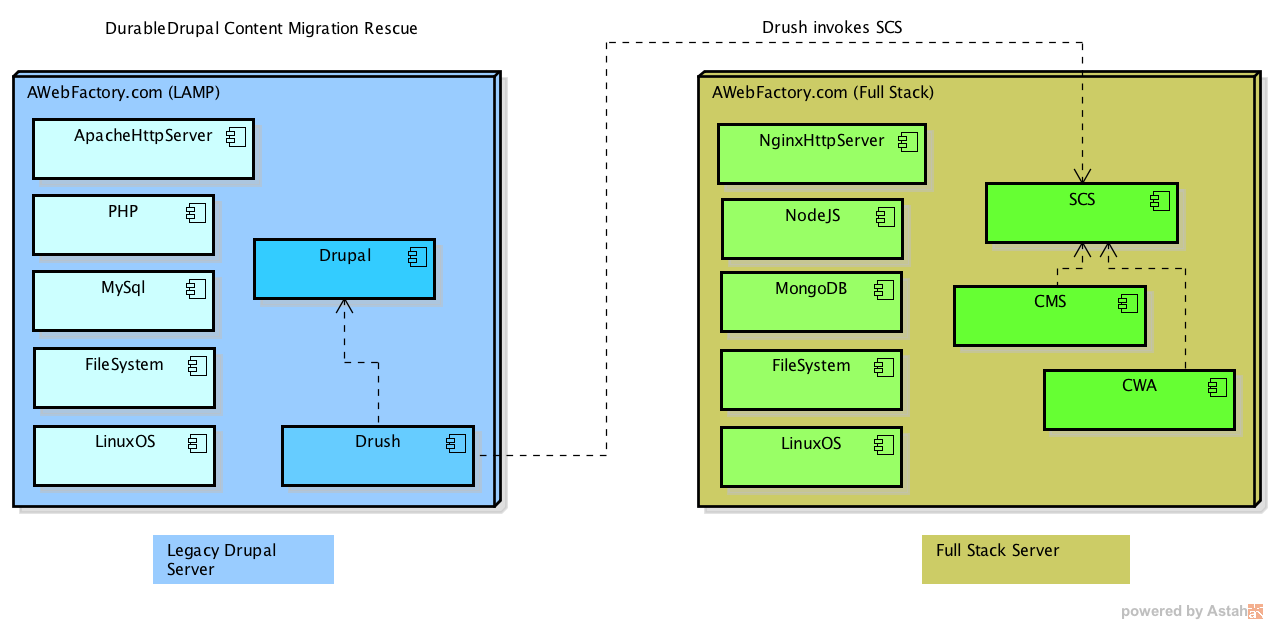 DurableDrupal Content Migration Rescue
Drush invokes SCS
AWebFactory.com (LAMP)
ApacheHttpServer
PHP
MySql
FileSystem
LinuxOS
Drupal
Drush
AWebFactory.com (Full Stack)
NginxHttpServer
NodeJS
MongoDB
FileSystem
LinuxOS
SCS
CMS
CWA
Legacy Drupal
Server
Full Stack Server
powered by Astah